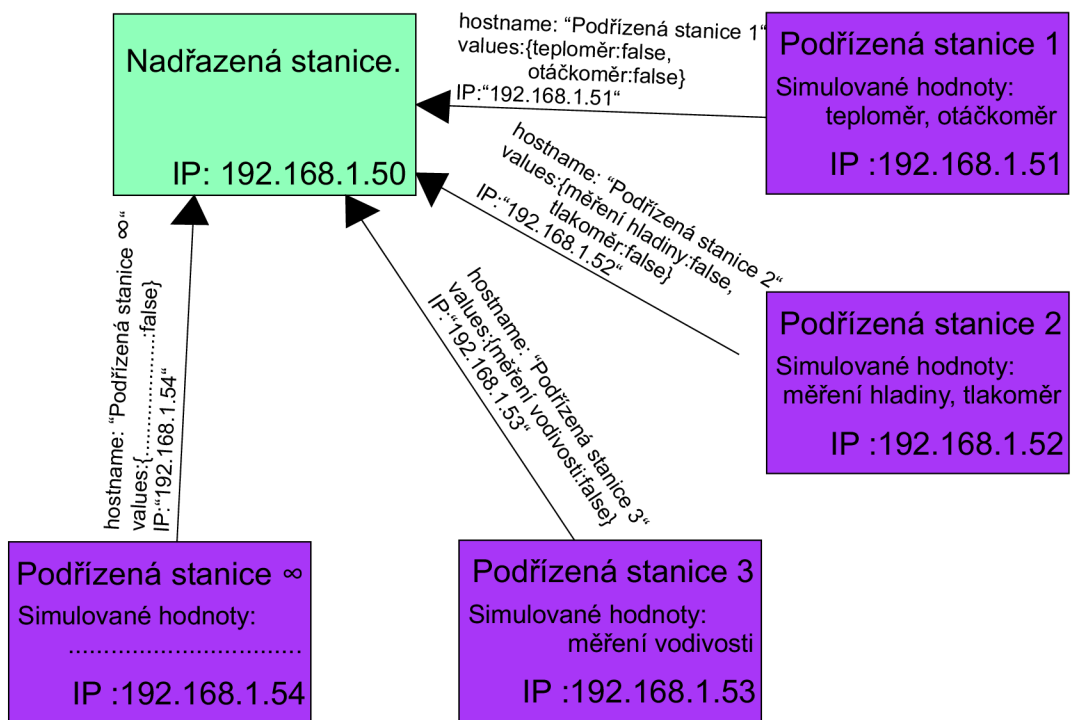 Nadřazená stanice.
IP: 192.168.1.50
hostname: “Podřízená stanice 1“
values:{teploměr:false,
otáčkoměr:false}
IP:“192.168.1.51“
Podřízená stanice 1
Simulované hodnoty:
teploměr, otáčkoměr
IP :192.168.1.51
hostname: “Podřízená stanice 2“
values:{měření hladiny:false,
tlakoměr:false}
IP:“192.168.1.52“
Podřízená stanice 2
Simulované hodnoty:
měření hladiny, tlakoměr
IP :192.168.1.52
hostname: “Podřízená stanice 3“
values:{měření vodivosti:false}
IP:“192.168.1.53“
Podřízená stanice 3
Simulované hodnoty:
měření vodivosti
IP :192.168.1.53
hostname: “Podřízená stanice ∞“
values:{......................:false}
IP:“192.168.1.54“
Podřízená stanice ∞
Simulované hodnoty:
.................................
IP :192.168.1.54